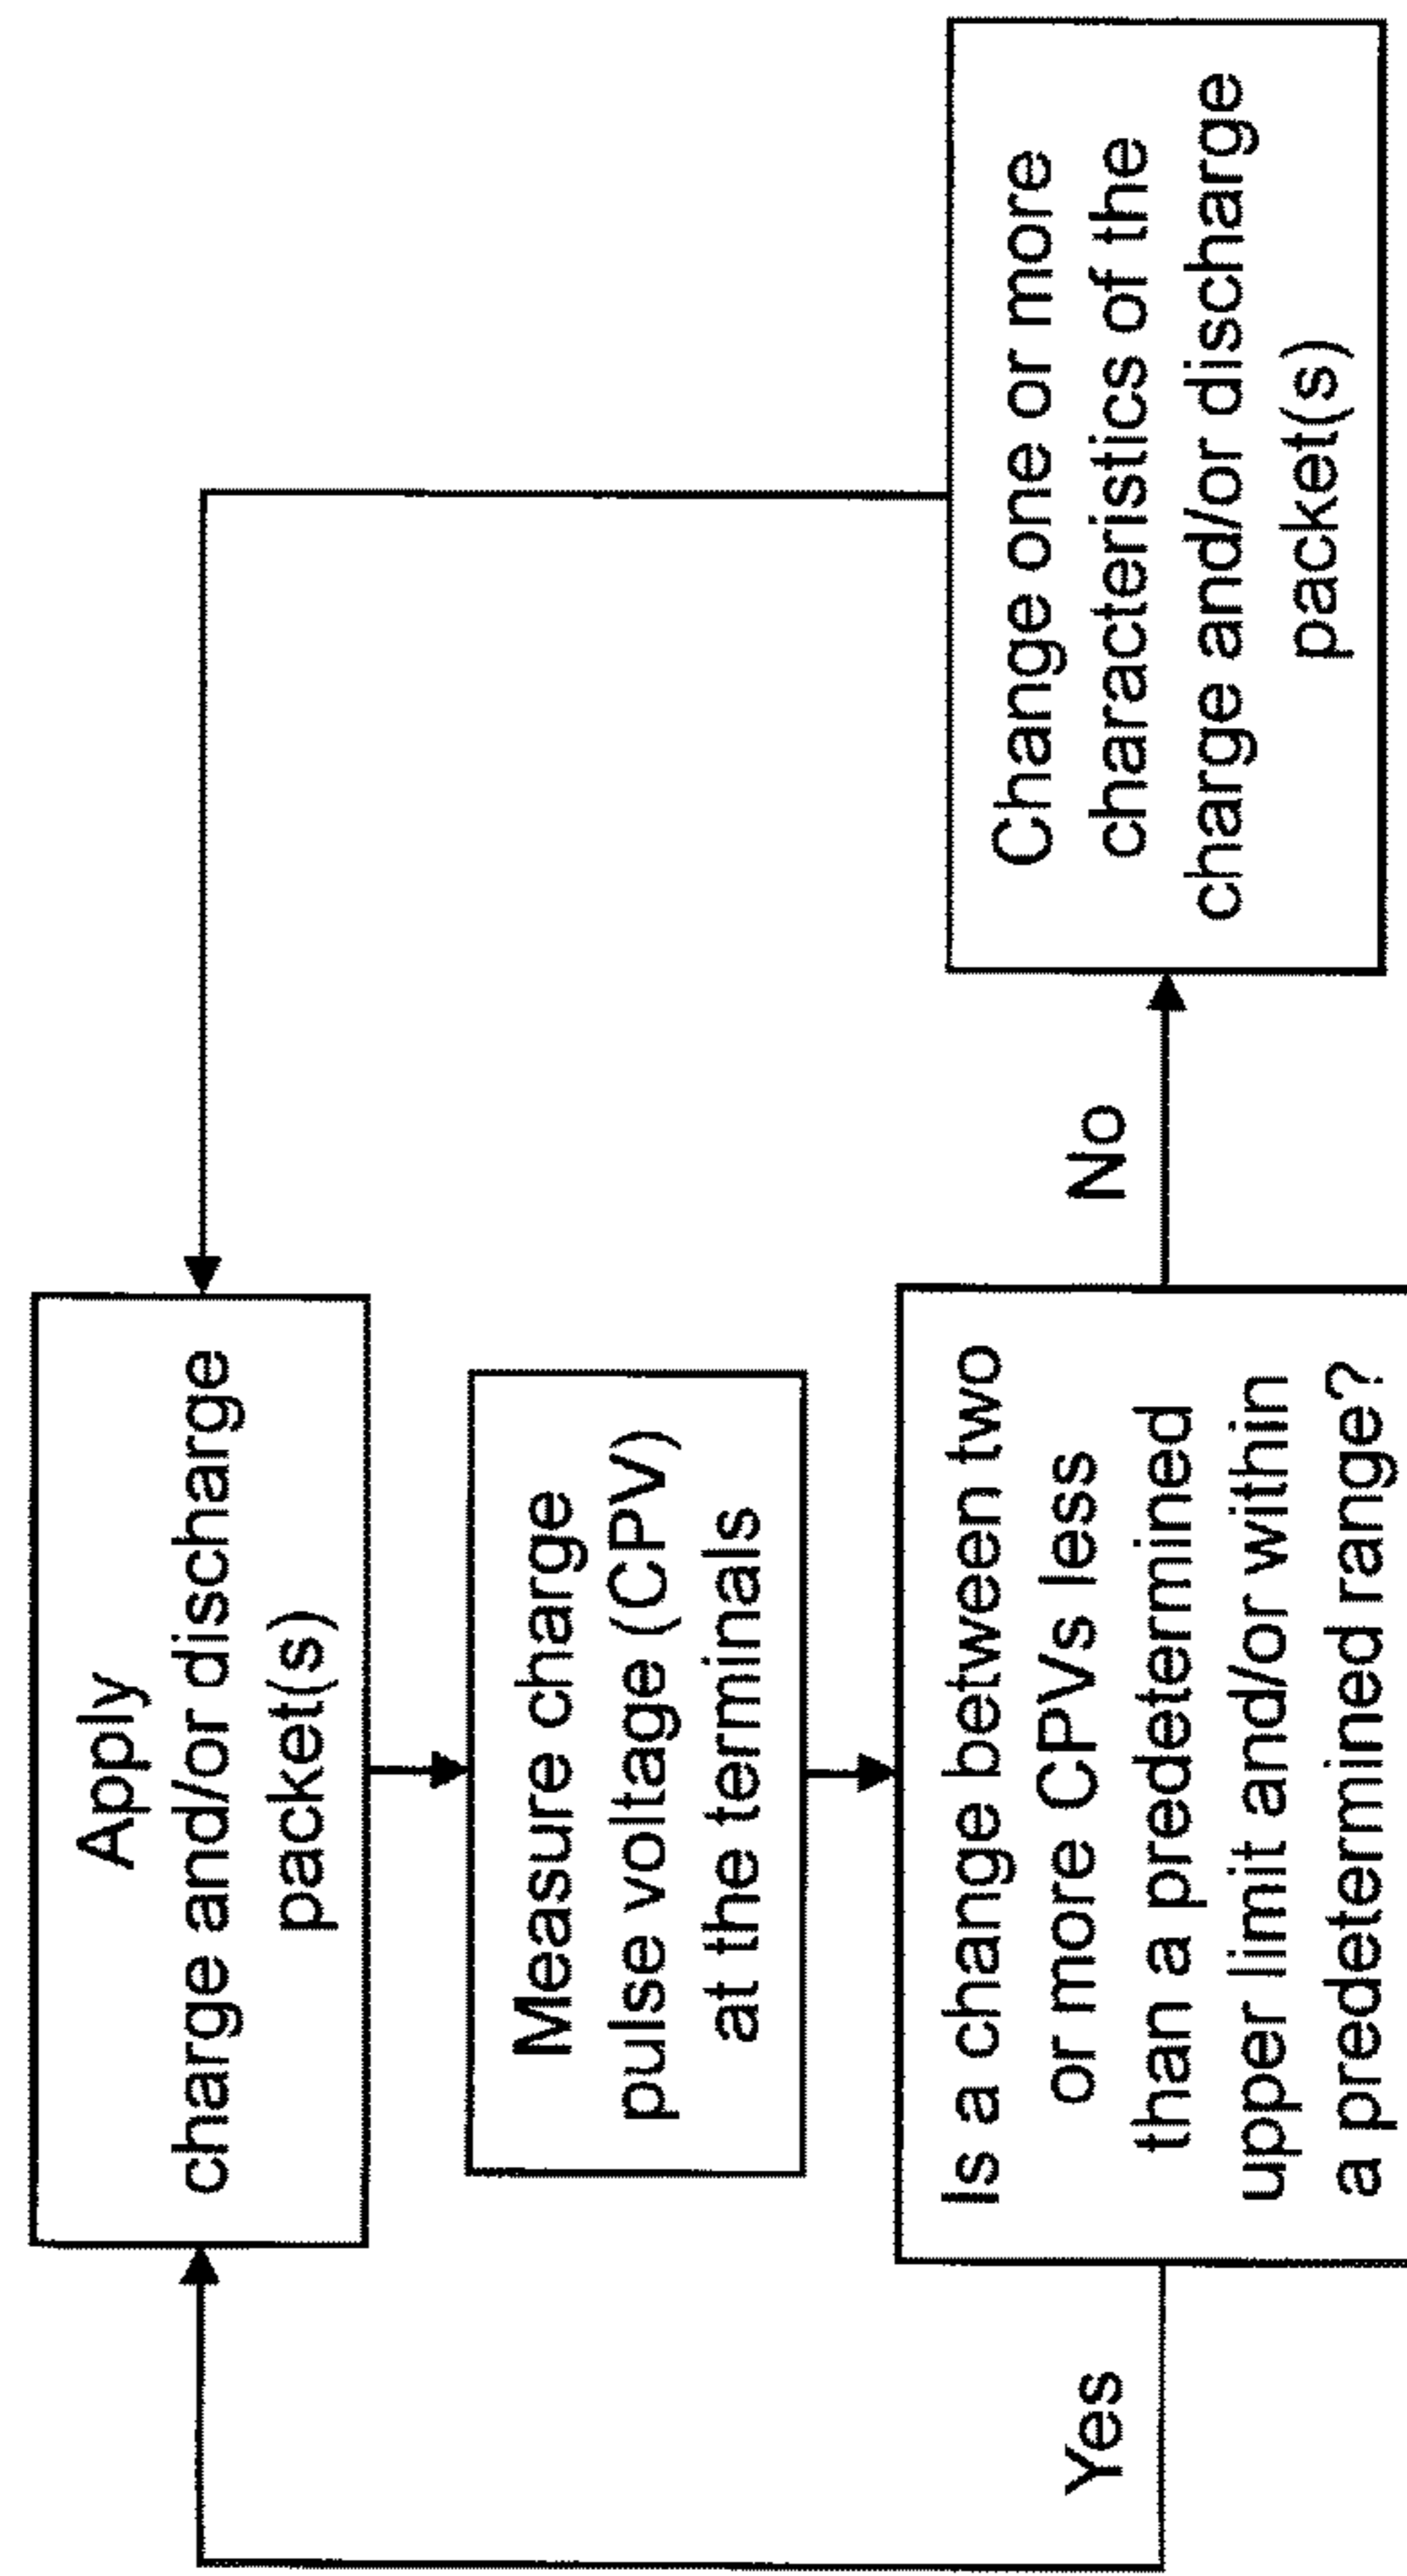 Apply
charge and/or discharge
packet(s)
Measure charge
pulse voltage (CPV)
at the terminals
Is a change between two
or more CPVs less
than a predetermined
upper limit and/or within
a predetermined range?
Yes
No
Change one or more
characteristics of the
charge and/or discharge
packet(s)